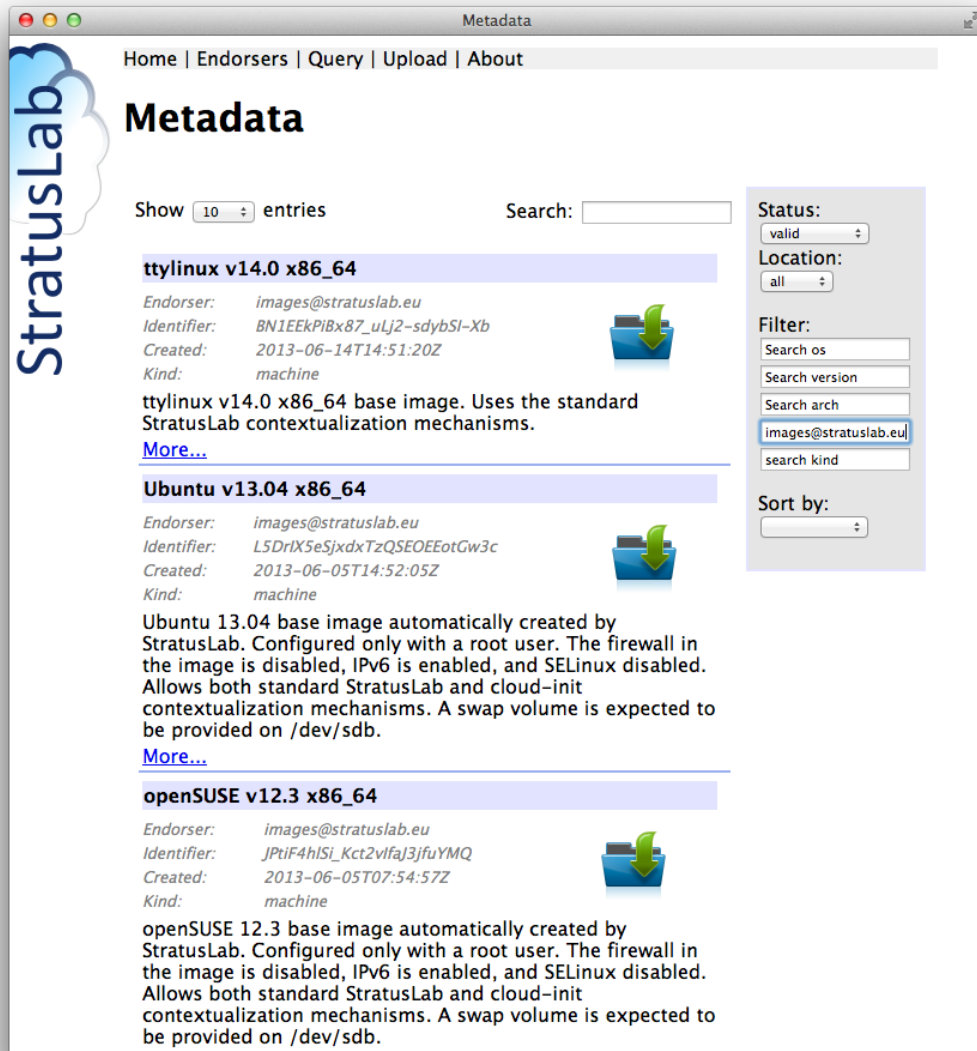 Metadata
StratusLab
Home | Endorsers | Query | Upload | About
Metadata
Show 10 entries
Search:
ttylinux v14.0 x86_64
Endorser: images@stratuslab.eu
Identifier: BN1EEkPiBx87_uLj2-sdybSI-Xb
Created: 2013-06-14T14:51:20Z
Kind: machine
ttylinux v14.0 x86_64 base image. Uses the standard
StratusLab contextualization mechanisms.
More...
Ubuntu v13.04 x86_64
Endorser: images@stratuslab.eu
Identifier: L5DrIX5eSjxdxTzQSEOEEotGw3c
Created: 2013-06-05T14:52:05Z
Kind: machine
Ubuntu 13.04 base image automatically created by
StratusLab. Configured only with a root user. The firewall in
the image is disabled, IPv6 is enabled, and SELinux disabled.
Allows both standard StratusLab and cloud-init
contextualization mechanisms. A swap volume is expected to
be provided on /dev/sdb.
More...
openSUSE v12.3 x86_64
Endorser: images@stratuslab.eu
Identifier: JPtiF4hlSi_Kct2vlfaJ3jfuYMQ
Created: 2013-06-05T07:54:57Z
Kind: machine
openSUSE 12.3 base image automatically created by
StratusLab. Configured only with a root user. The firewall in
the image is disabled, IPv6 is enabled, and SELinux disabled.
Allows both standard StratusLab and cloud-init
contextualization mechanisms. A swap volume is expected to
be provided on /dev/sdb.
Status:
valid
Location:
all
Filter:
Search os
Search version
Search arch
images@stratuslab.eu
search kind
Sort by: